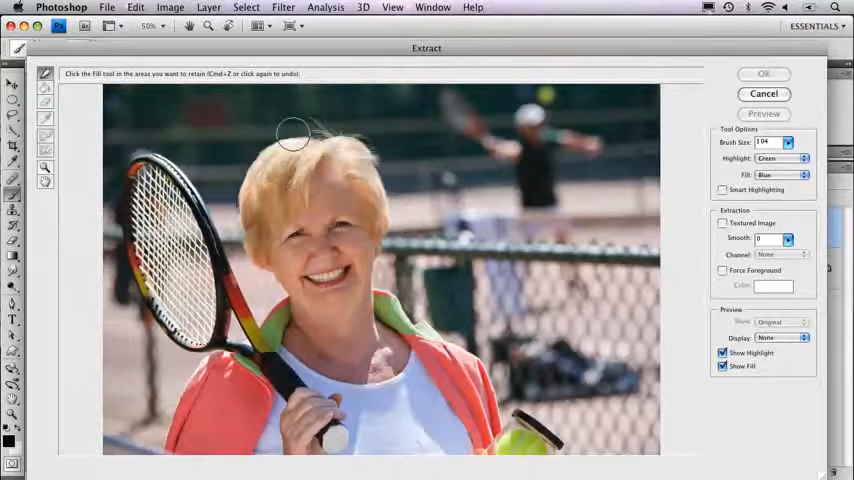 Photoshop File Edit Image Layer Select Filter Analysis 3D View Window Help
Ps Br 50% ESSENTIALS
Extract
Click the Fill tool in the areas you want to retain (Cmd+Z or click again to undo).
OK
Cancel
Preview
Tool Options
Brush Size: 104
Highlight: Green
Fill: Blue
Smart Highlighting
Extraction
Textured Image
Smooth: 0
Channel: None
Force Foreground
Color:
Preview
Show: Original
Display: None
Show Highlight
Show Fill